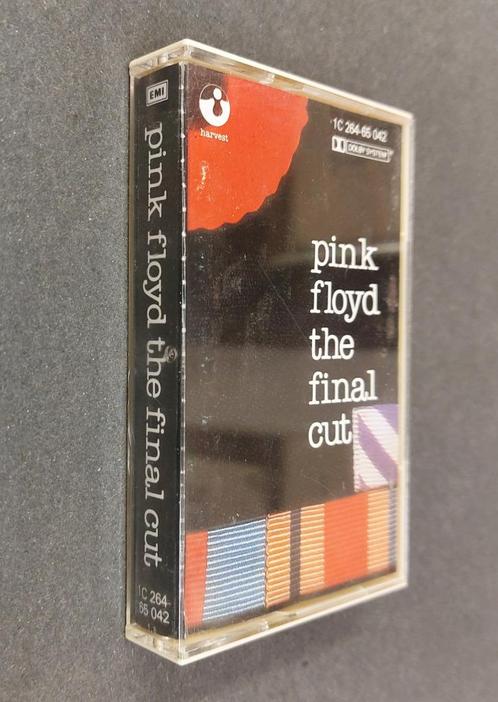 EMI
pink floyd the final cut
1C 264-
65 042
harvest
1C 264-65 042
DOLBY SYSTEM
pink
floyd
the
final
cut